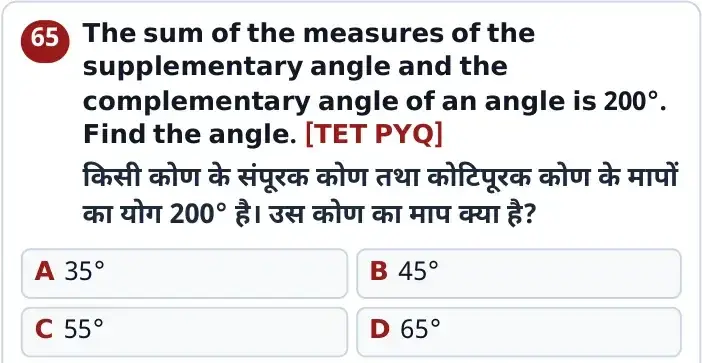 65 The sum of the measures of the
supplementary angle and the
complementary angle of an angle is 200°.
Find the angle. [TET PYQ]
किसी कोण के संपूरक कोण तथा कोटिपूरक कोण के मापों
का योग 200° है। उस कोण का माप क्या है?
A 35°
B 45°
C 55°
D 65°